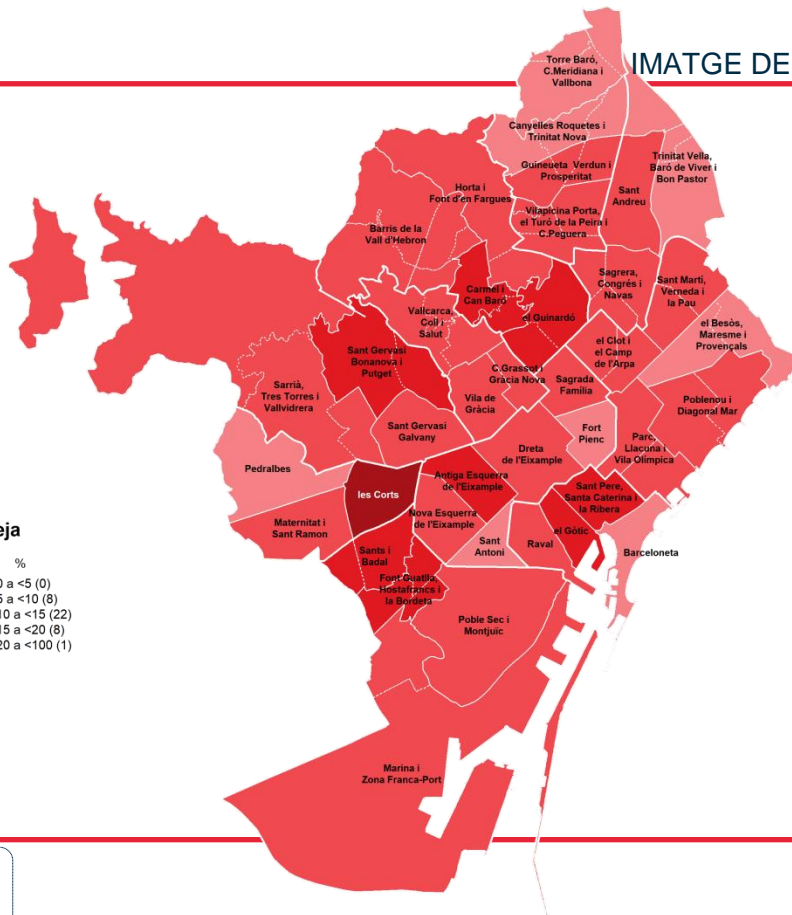 IMATGE DE
Torre Baró,
C.Meridiana i
Vallbona
Canyelles Roquetes i
Trinitat Nova
Guineueta Verdun i
Prosperitat
Trinitat Vella,
Baró de Viver i
Bon Pastor
Sant
Andreu
Horta i
Font d'en Fargues
Vilapicina Porta,
el Turó de la Peira i
C.Peguera
Barris de la
Vall d'Hebron
Sagrera,
Congrés i
Navas
Sant Martí,
Verneda i
la Pau
Carmel i
Can Baró
Vallcarca,
Coll i
Salut
el Guinardó
el Besòs,
Maresme i
Provençals
el Clot i
el Camp
de l'Arpa
Sant Gervasi
Bonanova i
Putget
C.Grassot i
Gràcia Nova
Sagrada
Família
Sarrià,
Tres Torres i
Vallvidrera
Vila de
Gràcia
Poblenou i
Diagonal Mar
Sant Gervasi
Galvany
Fort
Pienc
Parc,
Llacuna i
Vila Olímpica
Dreta
de l'Eixample
Pedralbes
Antiga Esquerra
de l'Eixample
les Corts
Sant Pere,
Santa Caterina i
la Ribera
Maternitat i
Sant Ramon
Nova Esquerra
de l'Eixample
el Gòtic
Sant
Antoni
Raval
Barceloneta
Sants i
Badal
Font Guatlla,
Hostafrancs i
la Bordeta
Poble Sec i
Montjuïc
Marina i
Zona Franca-Port
eja
%
0 a <5 (0)
5 a <10 (8)
10 a <15 (22)
15 a <20 (8)
20 a <100 (1)